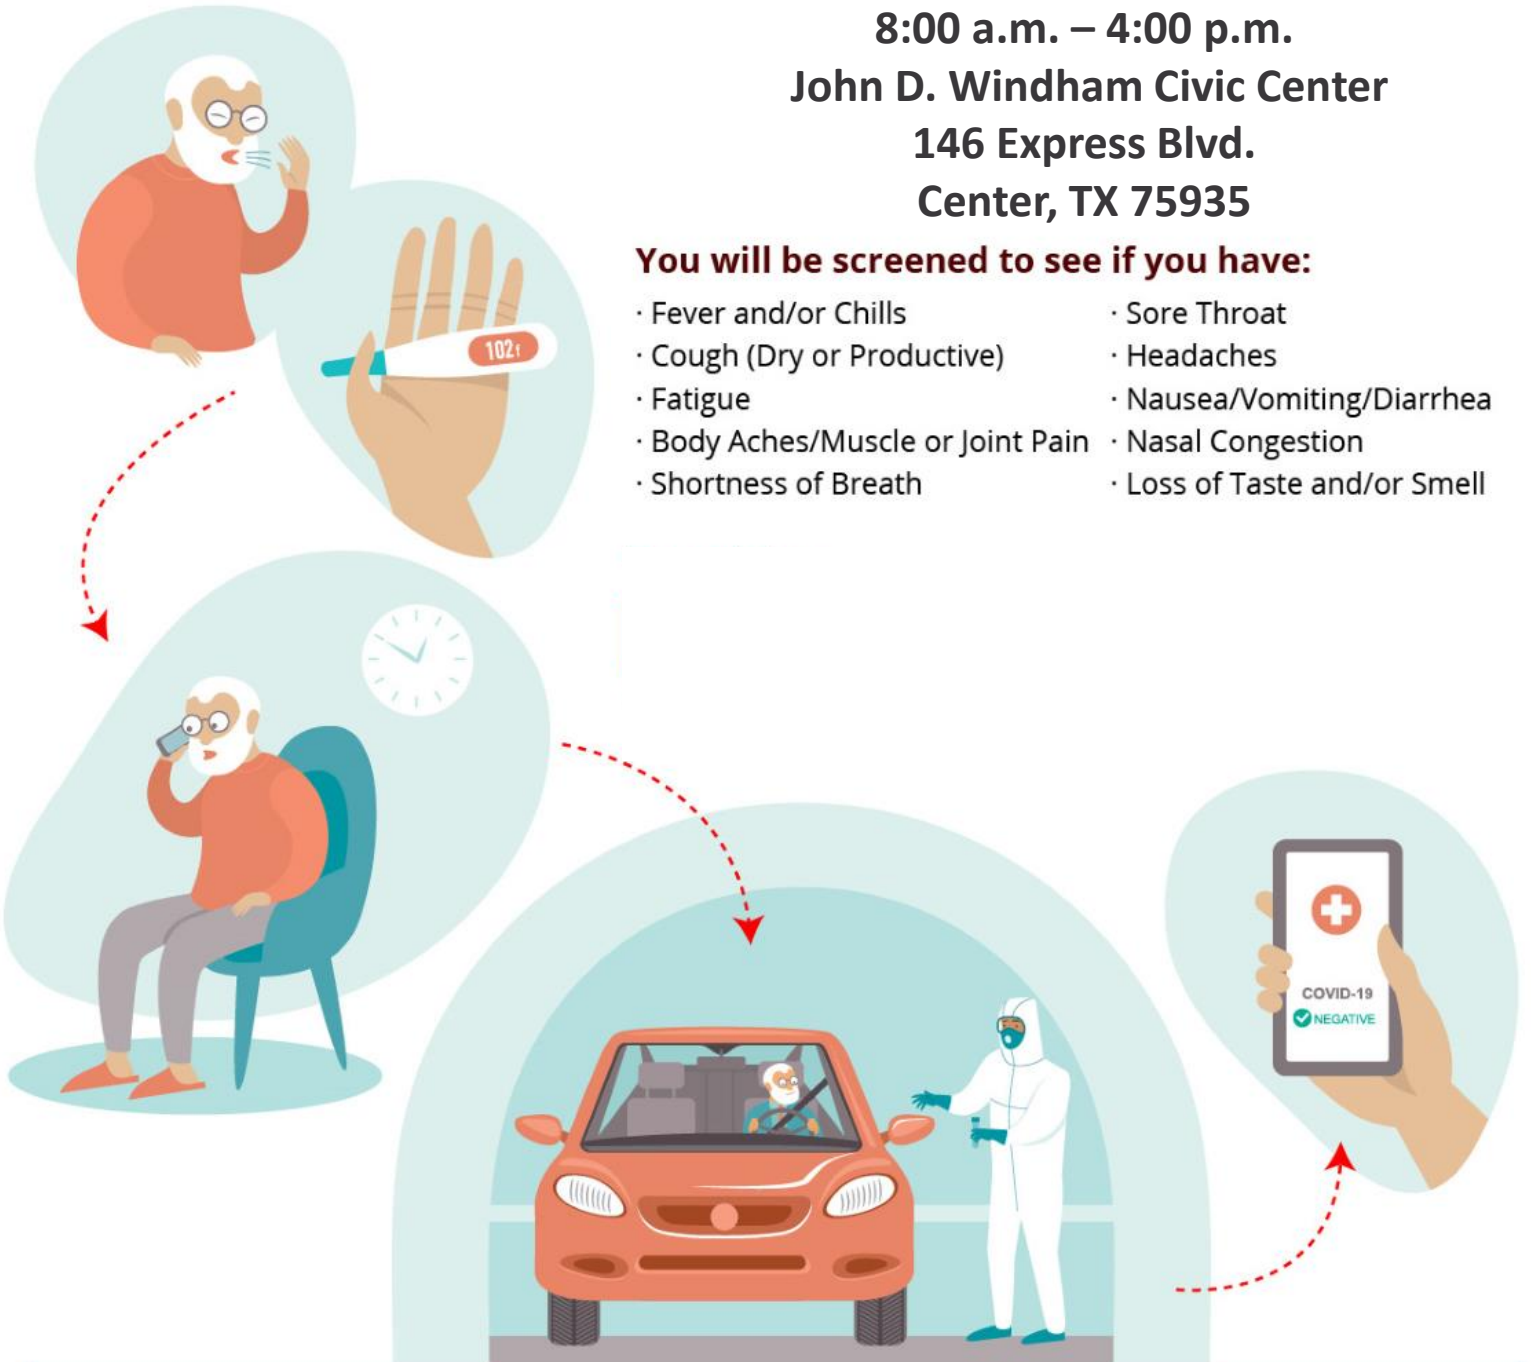 8:00 a.m. – 4:00 p.m.
John D. Windham Civic Center
146 Express Blvd.
Center, TX 75935
You will be screened to see if you have:
· Fever and/or Chills
· Cough (Dry or Productive)
· Fatigue
· Body Aches/Muscle or Joint Pain
· Shortness of Breath
· Sore Throat
· Headaches
· Nausea/Vomiting/Diarrhea
· Nasal Congestion
· Loss of Taste and/or Smell
102f
COVID-19
NEGATIVE